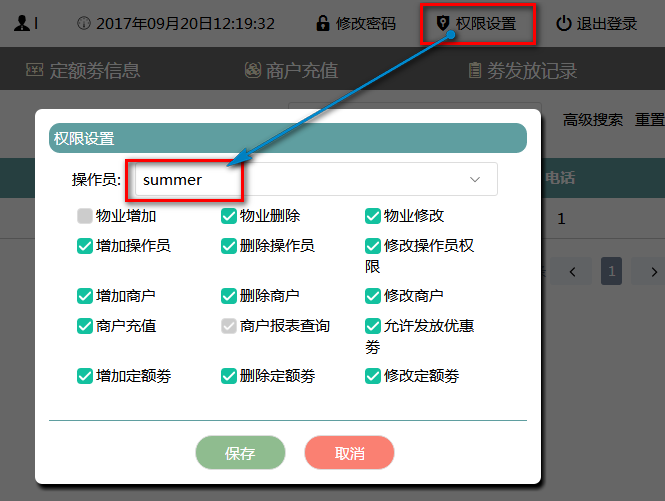 2017年09月20日12:19:32 修改密码 权限设置 退出登录
定额券信息 商户充值 券发放记录
高级搜索 重置
权限设置
电话
操作员: summer
物业增加 物业删除 物业修改
1
增加操作员 删除操作员 修改操作员权
限
增加商户 删除商户 修改商户
1
商户充值 商户报表查询 允许发放优惠
券
增加定额券 删除定额券 修改定额券
保存 取消